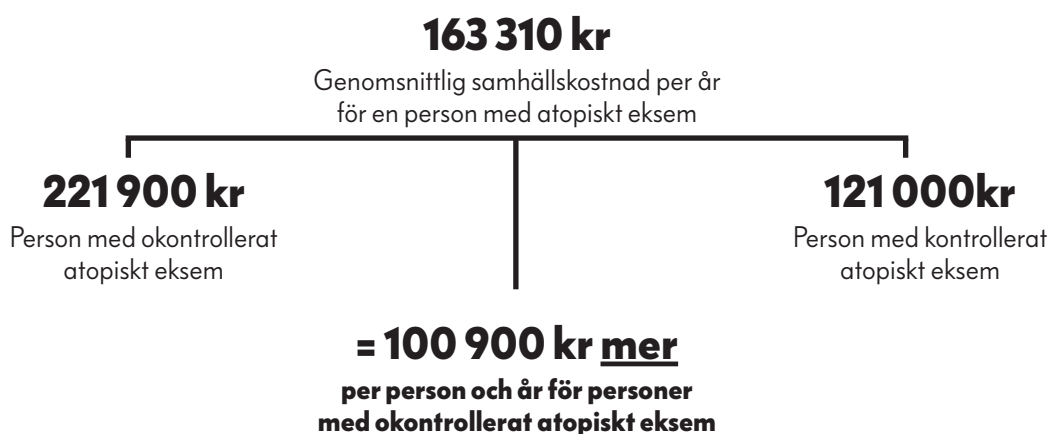 163 310 kr
Genomsnittlig samhällskostnad per år
för en person med atopiskt eksem
221 900 kr
Person med okontrollerat
atopiskt eksem
121 000kr
Person med kontrollerat
atopiskt eksem
= 100 900 kr mer
per person och år för personer
med okontrollerat atopiskt eksem